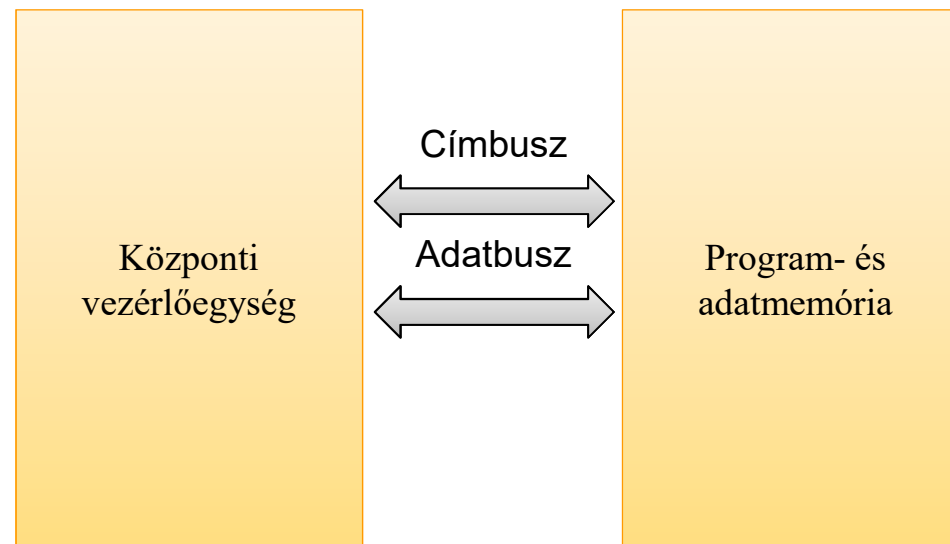 Címbusz
Adatbusz
Központi
vezérlőegység
Program- és
adatmemória